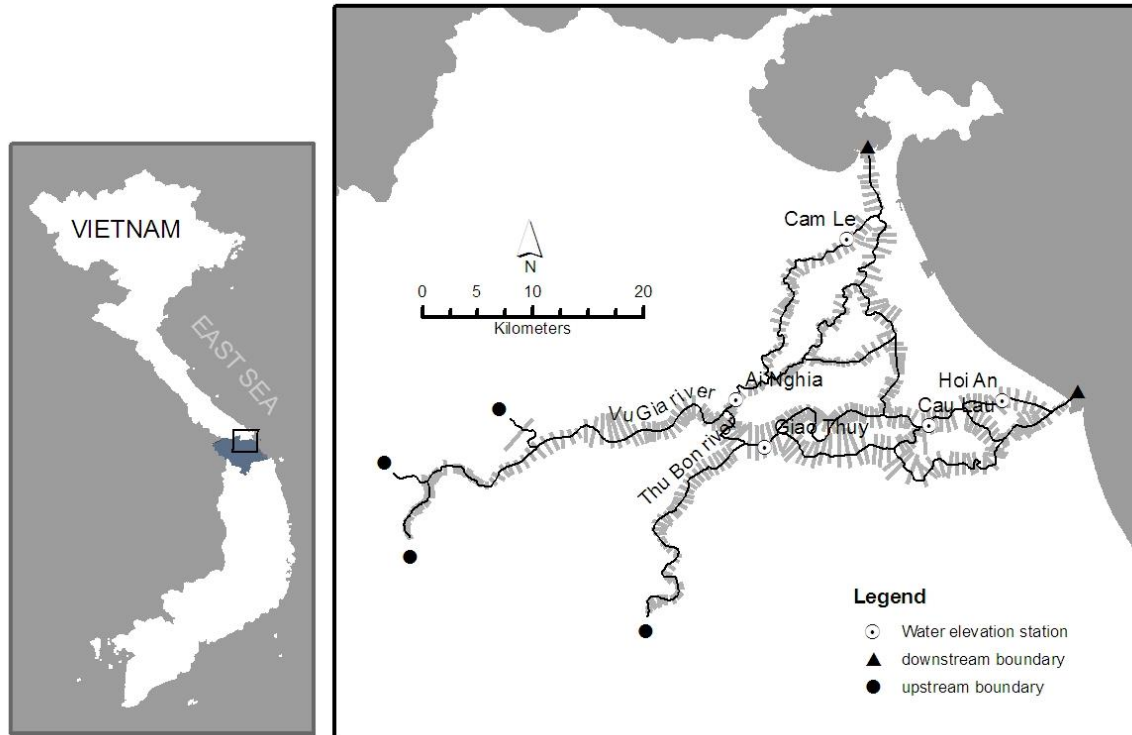 VIETNAM
EAST SEA
N
0 5 10 20
Kilometers
Cam Le
Ai Nghia
Vu Gia river
Hoi An
Cau Lau
Giao Thuy
Thu Bon river
Legend
Water elevation station
downstream boundary
upstream boundary